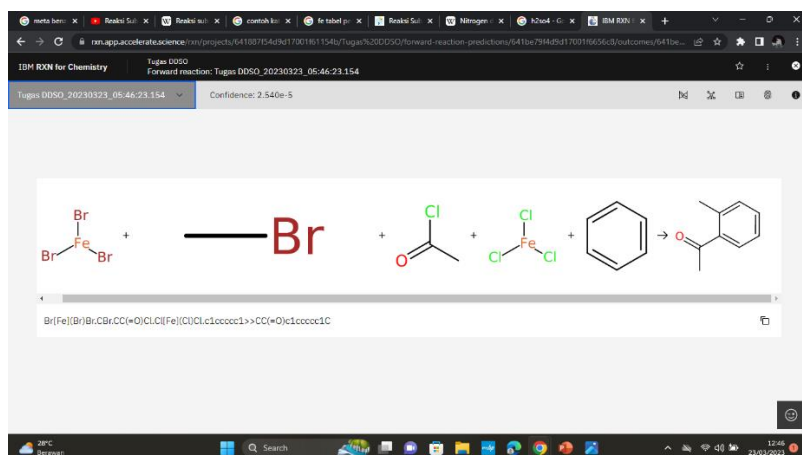 meta benz
Reaksi Sub
Reaksi sub
contoh ka
fe tabel pe
Reaksi Sub
Nitrogen d
h2so4 - G
IBM RXN f
rxn.app.accelerate.science/rxn/projects/641887f54d9d17001f61154b/Tugas%20DDSO/forward-reaction-predictions/641be79f4d9d17001f6656c8/outcomes/641be...
IBM RXN for Chemistry
Tugas DDSO
Forward reaction: Tugas DDSO_20230323_05:46:23.154
Tugas DDSO_20230323_05:46:23.154
Confidence: 2.540e-5
Br
Fe
Br
Br
+
Br
+
Cl
O
+
Cl
Fe
Cl
Cl
+
→
O
Br[Fe](Br)Br.CBr.CC(=O)Cl.Cl[Fe](Cl)Cl.c1ccccc1>>CC(=O)c1ccccc1C
28°C
Berawan
Search
12:46
23/03/2023